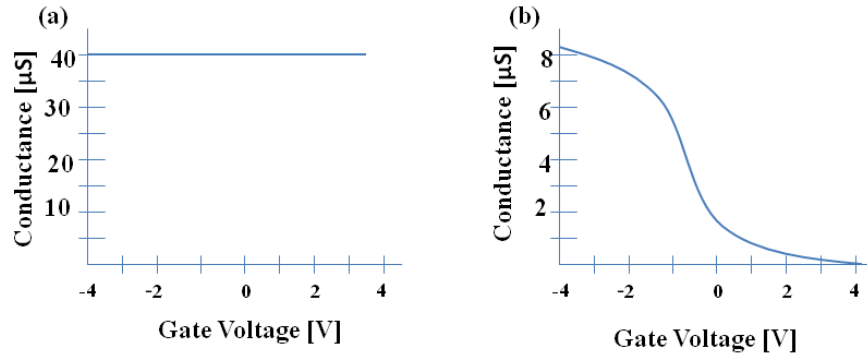 (a)
Conductance [µS]
40
30
20
10
-4 -2 0 2 4
Gate Voltage [V]
(b)
Conductance [µS]
8
6
4
2
-4 -2 0 2 4
Gate Voltage [V]